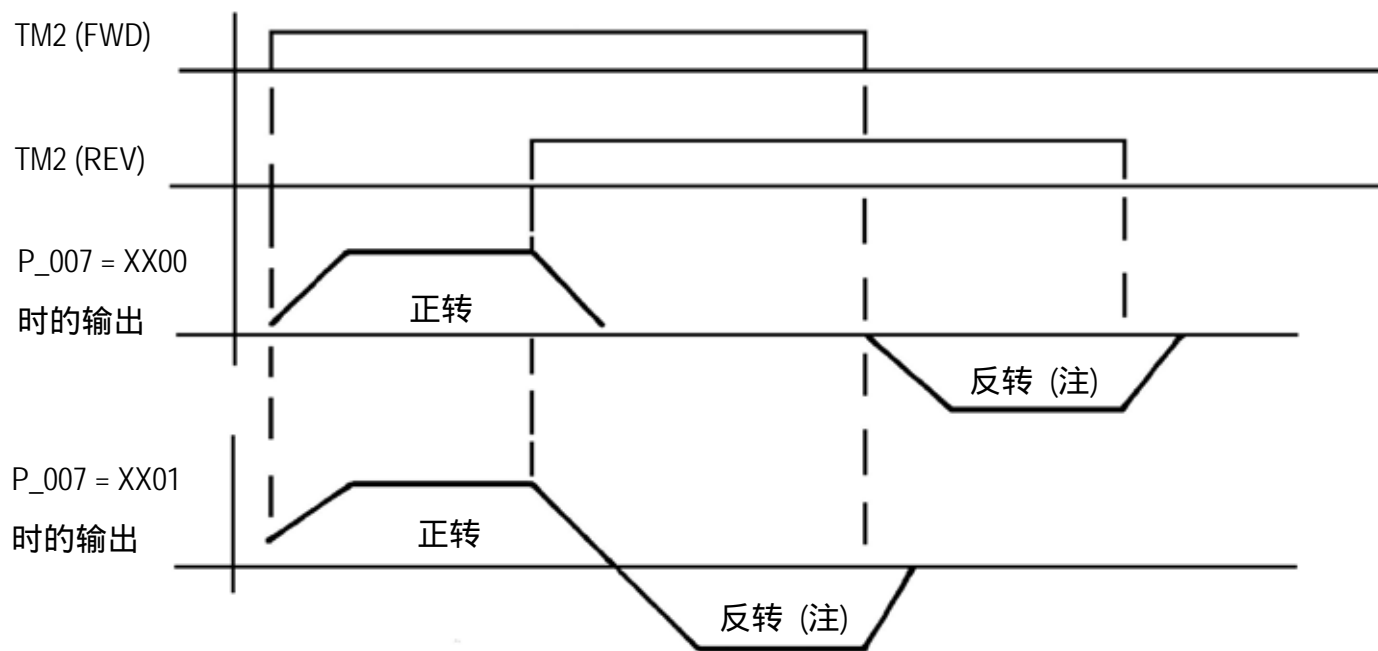 TM2 (FWD)
TM2 (REV)
P_007 = XX00
时的输出
正转
反转 (注)
P_007 = XX01
时的输出
正转
反转 (注)